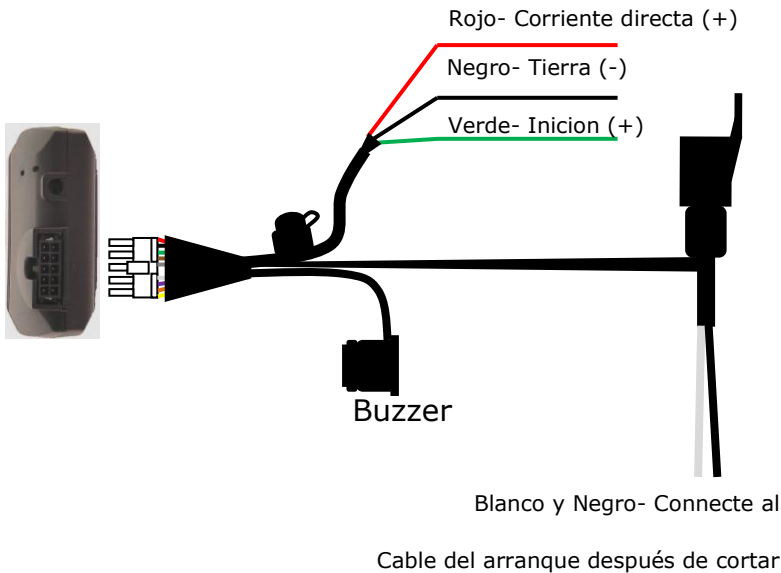 Rojo- Corriente directa (+)
Negro- Tierra (-)
Verde- Inicion (+)
Buzzer
Blanco y Negro- Connecte al
Cable del arranque después de cortar